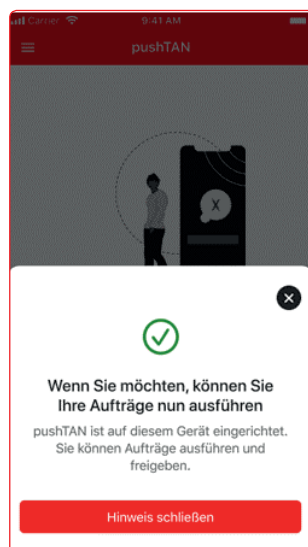 Carrier 9:41 AM
pushTAN
X
Wenn Sie möchten, können Sie
Ihre Aufträge nun ausführen
pushTAN ist auf diesem Gerät eingerichtet.
Sie können Aufträge ausführen und
freigeben.
Hinweis schließen